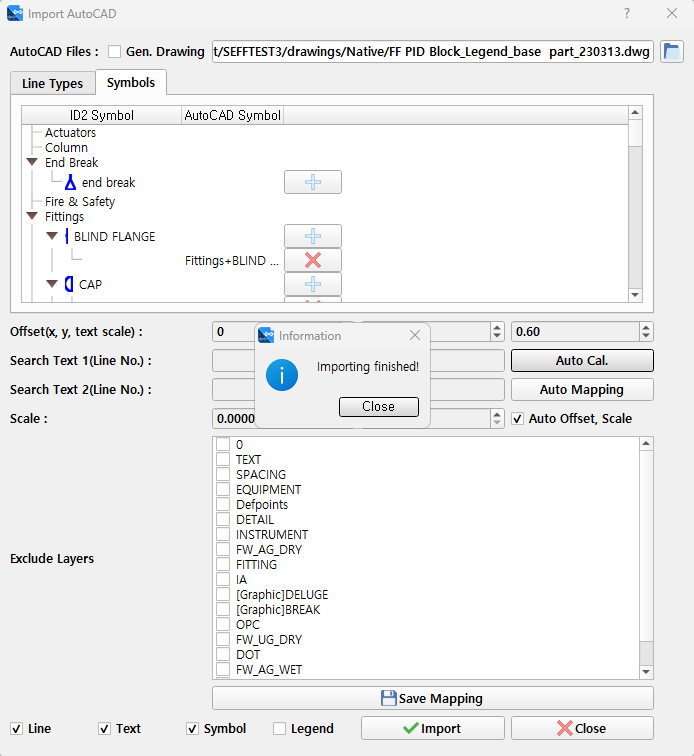 Import AutoCAD
AutoCAD Files : Gen. Drawing t/SEFFTEST3/drawings/Native/FF PID Block_Legend_base part_230313.dwg
Line Types Symbols
ID2 Symbol AutoCAD Symbol
Actuators
Column
End Break
end break
Fire & Safety
Fittings
BLIND FLANGE
Fittings+BLIND ...
CAP
Offset(x, y, text scale) : 0 0.60
Information
Importing finished!
Close
Search Text 1(Line No.) : Auto Cal.
Search Text 2(Line No.) : Auto Mapping
Scale : 0.0000 Auto Offset, Scale
Exclude Layers
0
TEXT
SPACING
EQUIPMENT
Defpoints
DETAIL
INSTRUMENT
FW_AG_DRY
FITTING
IA
[Graphic]DELUGE
[Graphic]BREAK
OPC
FW_UG_DRY
DOT
FW_AG_WET
Save Mapping
Line Text Symbol Legend Import Close